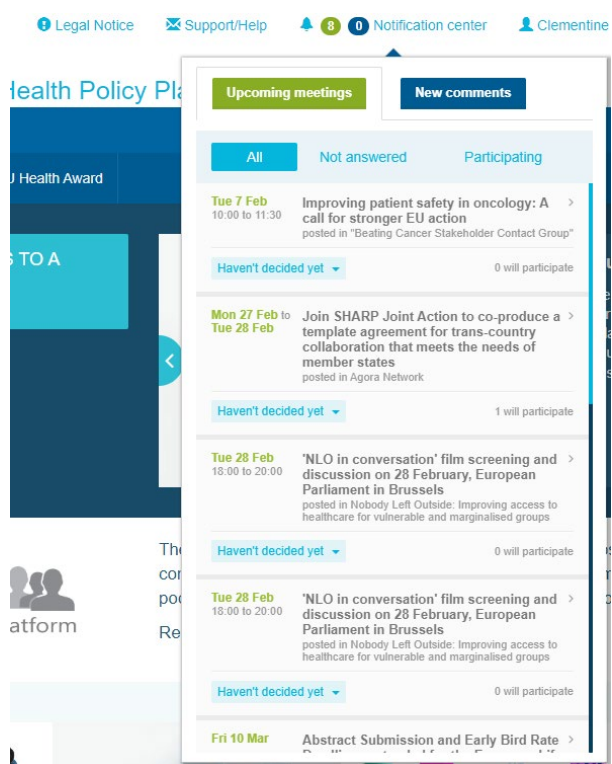 Legal Notice Support/Help 8 0 Notification center Clementine
Health Policy
Upcoming meetings New comments
All Not answered Participating
Health Award
Tue 7 Feb
10:00 to 11:30
Improving patient safety in oncology: A
call for stronger EU action
posted in "Beating Cancer Stakeholder Contact Group"
TO A
Haven't decided yet 0 will participate
Mon 27 Feb to
Tue 28 Feb
Join SHARP Joint Action to co-produce a
template agreement for trans-country
collaboration that meets the needs of
member states
posted in Agora Network
Haven't decided yet 1 will participate
Tue 28 Feb
18:00 to 20:00
'NLO in conversation' film screening and
discussion on 28 February, European
Parliament in Brussels
posted in Nobody Left Outside: Improving access to
healthcare for vulnerable and marginalised groups
Haven't decided yet 0 will participate
Tue 28 Feb
18:00 to 20:00
'NLO in conversation' film screening and
discussion on 28 February, European
Parliament in Brussels
posted in Nobody Left Outside: Improving access to
healthcare for vulnerable and marginalised groups
Haven't decided yet 0 will participate
Fri 10 Mar
Abstract Submission and Early Bird Rate